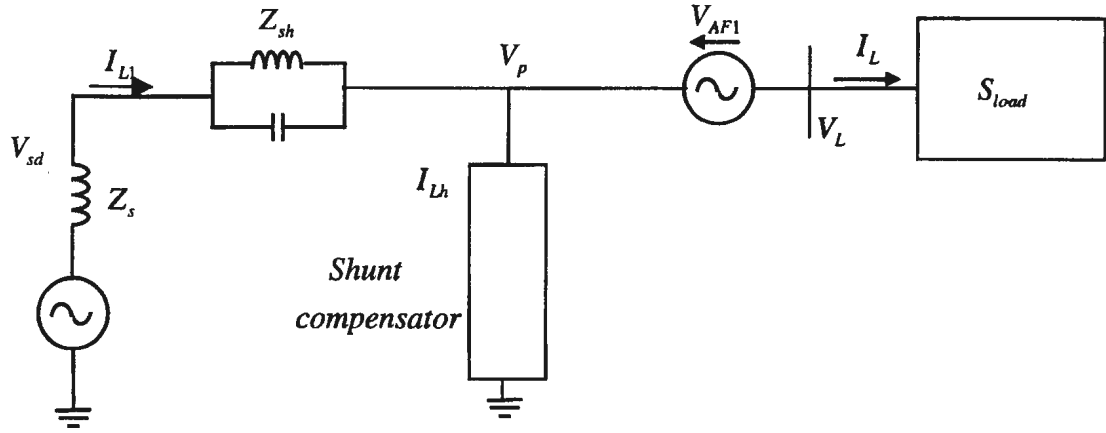 Z_sh
V_AF1
I_L1
V_p
I_L
S_load
V_sd
V_L
Z_s
I_Lh
Shunt
compensator